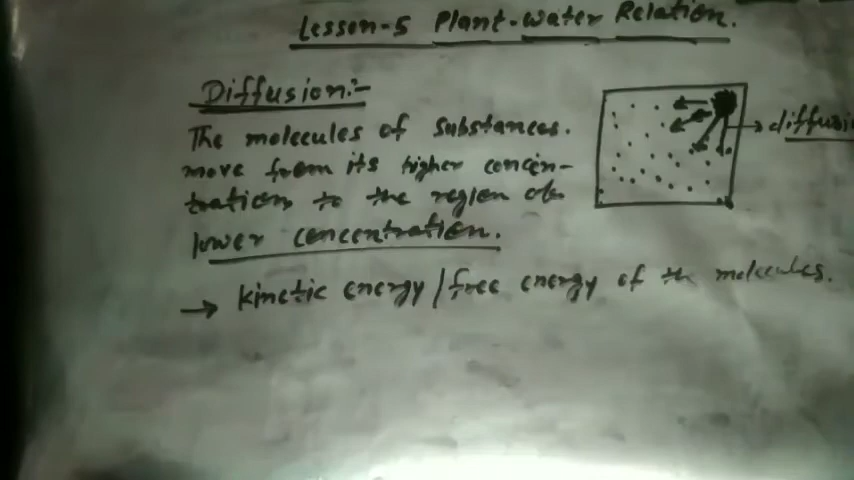 Lesson-5 Plant-Water Relation.
Diffusion:-
The molecules of substances.
move from its higher concen-
tration to the region of
lower concentration.
→ kinetic energy/free energy of the molecules.
→ diffusi